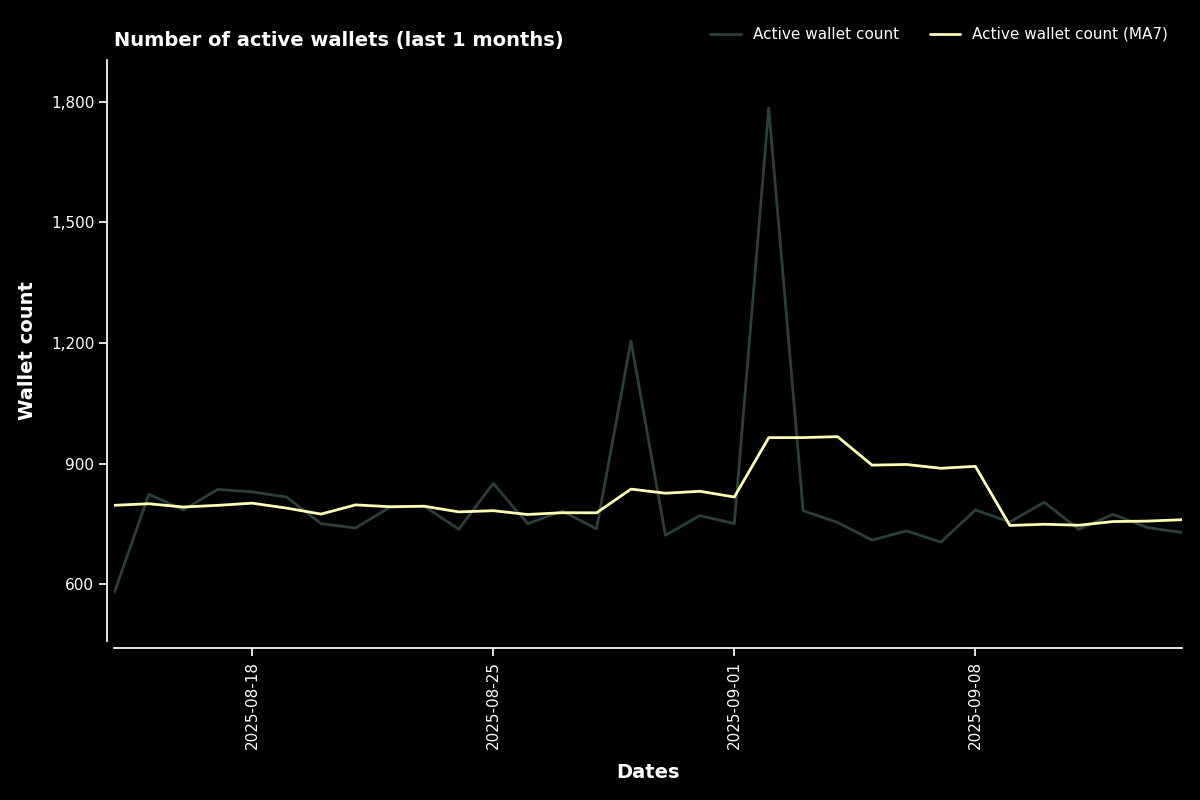 Number of active wallets (last 1 months)
Active wallet count
Active wallet count (MA7)
Wallet count
1,800
1,500
1,200
900
600
2025-08-18
2025-08-25
2025-09-01
2025-09-08
Dates